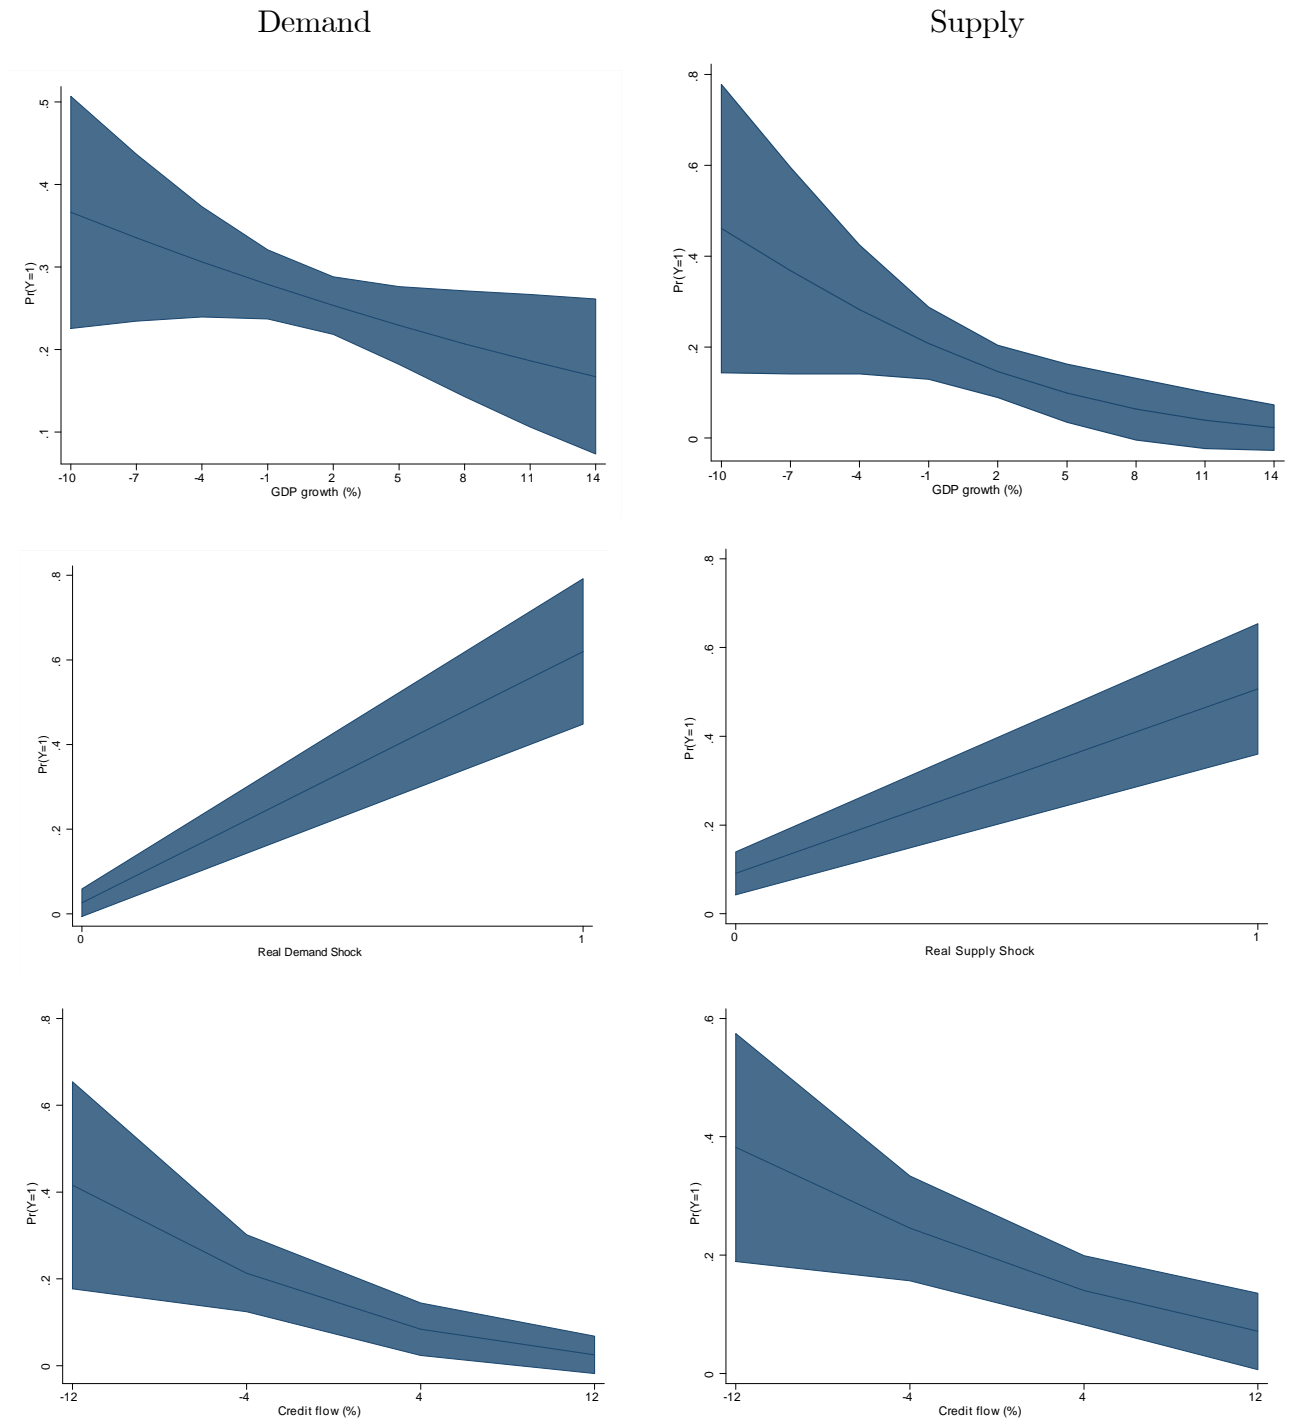 Demand
Supply
.5
.4
.3
.2
.1
Pr(Y=1)
-10 -7 -4 -1 2 5 8 11 14
GDP growth (%)
.8
.6
.4
.2
0
Pr(Y=1)
-10 -7 -4 -1 2 5 8 11 14
GDP growth (%)
.8
.6
.4
.2
0
Pr(Y=1)
0 1
Real Demand Shock
.8
.6
.4
.2
0
Pr(Y=1)
0 1
Real Supply Shock
.8
.6
.4
.2
0
Pr(Y=1)
-12 -4 4 12
Credit flow (%)
.6
.4
.2
0
Pr(Y=1)
-12 -4 4 12
Credit flow (%)